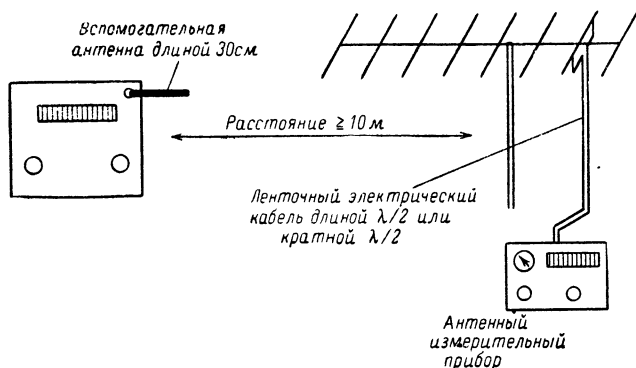 Вспомогательная
антенна длиной 30см
Расстояние ≧ 10 м
Ленточный электрический
кабель длиной λ/2 или
кратной λ/2
Антенный
измерительный
прибор